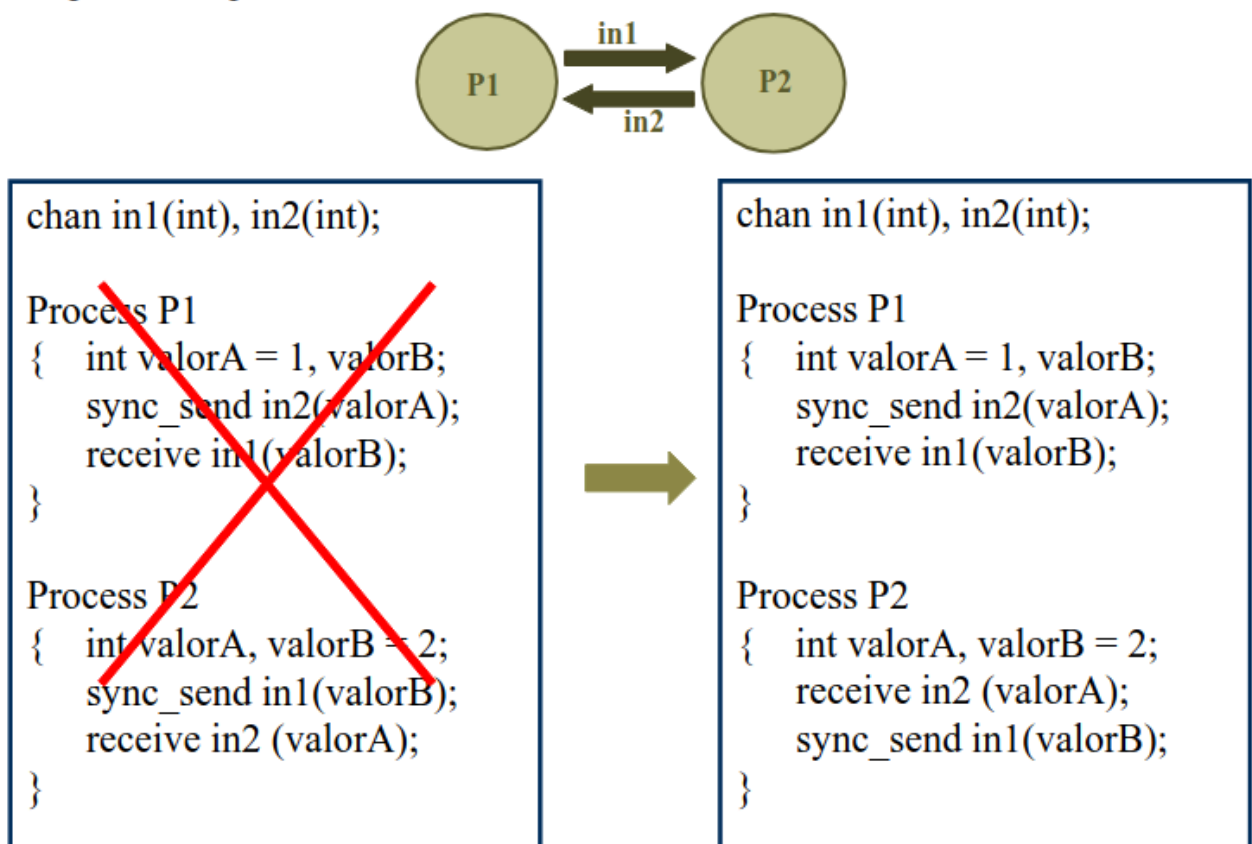 in1
P1
P2
in2
chan in1(int), in2(int);
Process P1
{ int valorA = 1, valorB;
sync_send in2(valorA);
receive in1(valorB);
}
Process P2
{ int valorA, valorB = 2;
sync_send in1(valorB);
receive in2 (valorA);
}
chan in1(int), in2(int);
Process P1
{ int valorA = 1, valorB;
sync_send in2(valorA);
receive in1(valorB);
}
Process P2
{ int valorA, valorB = 2;
receive in2 (valorA);
sync_send in1(valorB);
}